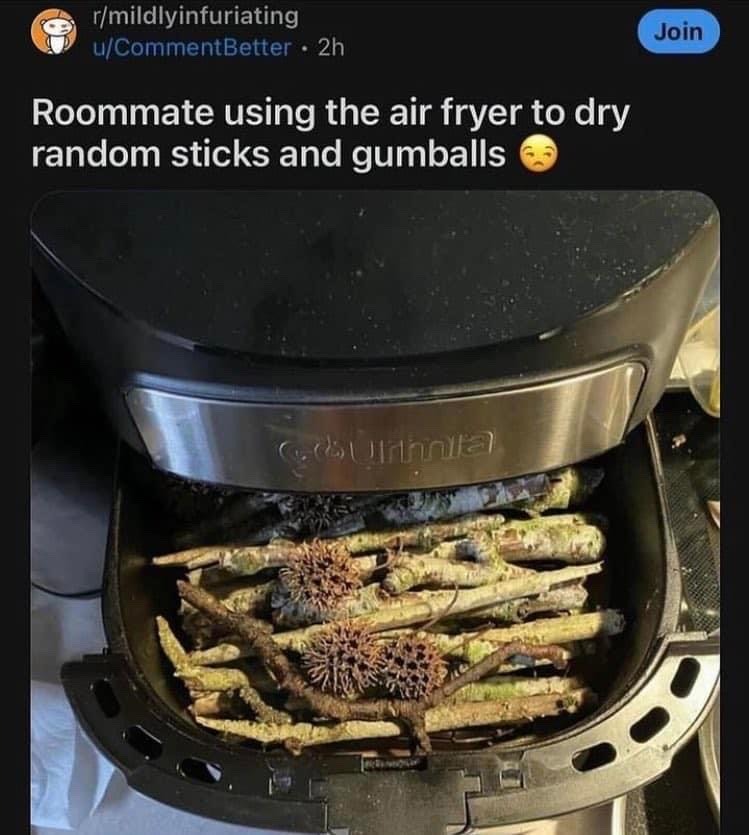 r/mildlyinfuriating
u/CommentBetter • 2h
Join
Roommate using the air fryer to dry
random sticks and gumballs 😒
Gourmia